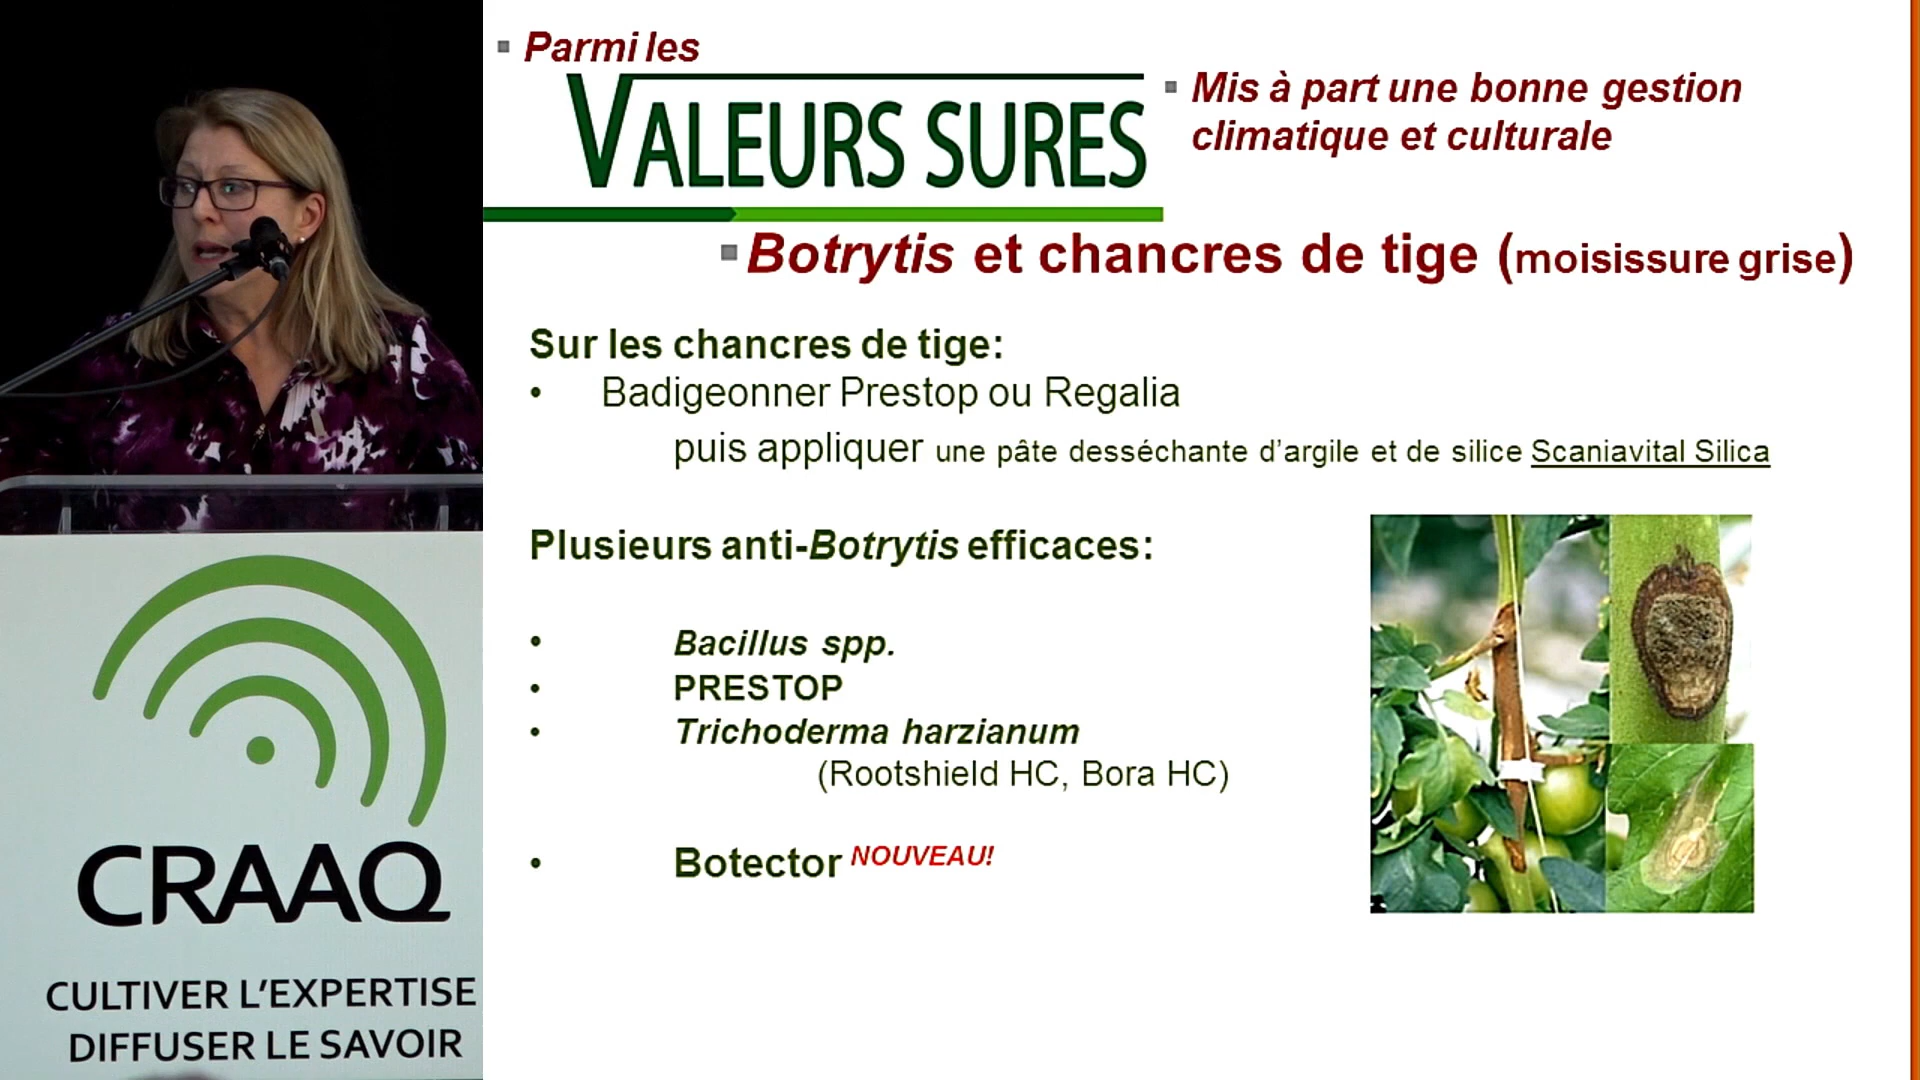 Parmi les
VALEURS SURES
Mis à part une bonne gestion
climatique et culturale
Botrytis et chancres de tige (moisissure grise)
Sur les chancres de tige:
• Badigeonner Prestop ou Regalia
puis appliquer une pâte desséchante d'argile et de silice Scaniavital Silica
Plusieurs anti-Botrytis efficaces:
• Bacillus spp.
• PRESTOP
• Trichoderma harzianum
(Rootshield HC, Bora HC)
• Botector NOUVEAU!
CRAAQ
CULTIVER L'EXPERTISE
DIFFUSER LE SAVOIR